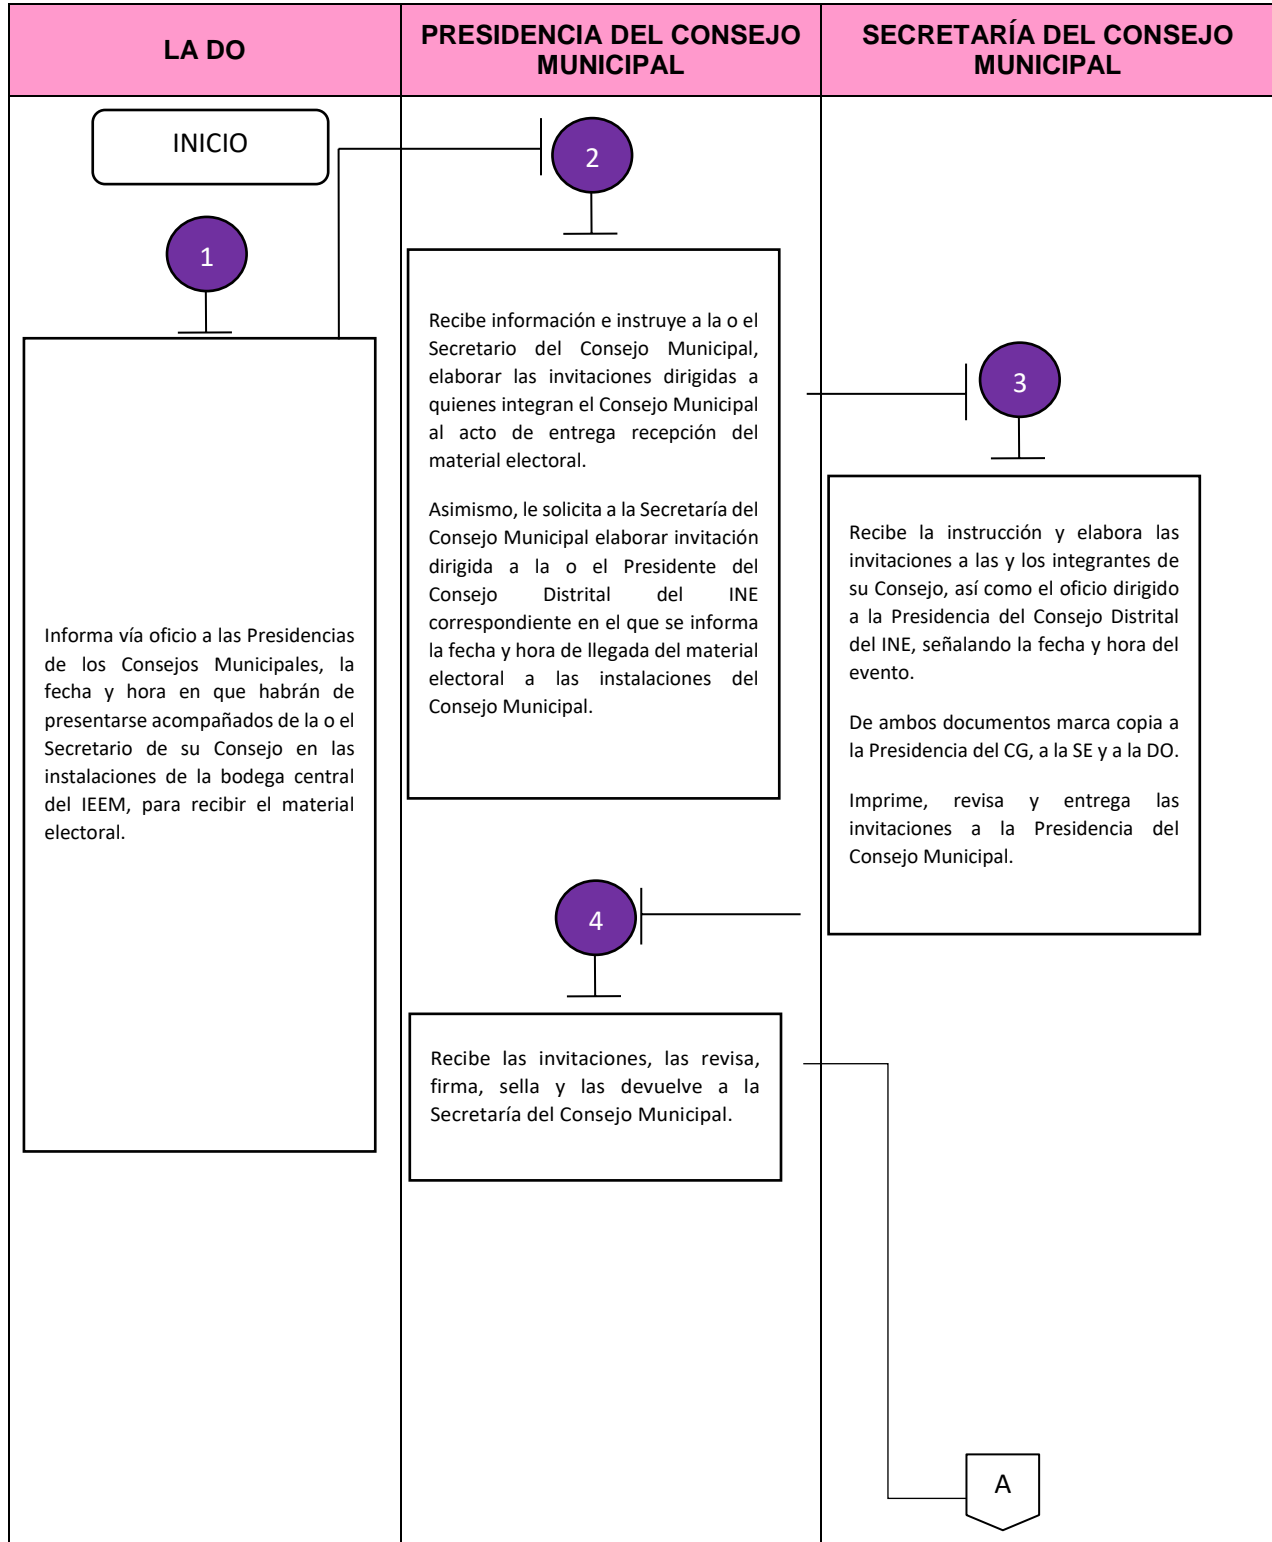 LA DO
PRESIDENCIA DEL CONSEJO
MUNICIPAL
SECRETARÍA DEL CONSEJO
MUNICIPAL
INICIO
1
Informa vía oficio a las Presidencias
de los Consejos Municipales, la
fecha y hora en que habrán de
presentarse acompañados de la o el
Secretario de su Consejo en las
instalaciones de la bodega central
del IEEM, para recibir el material
electoral.
2
Recibe información e instruye a la o el
Secretario del Consejo Municipal,
elaborar las invitaciones dirigidas a
quienes integran el Consejo Municipal
al acto de entrega recepción del
material electoral.
Asimismo, le solicita a la Secretaría del
Consejo Municipal elaborar invitación
dirigida a la o el Presidente del
Consejo Distrital del INE
correspondiente en el que se informa
la fecha y hora de llegada del material
electoral a las instalaciones del
Consejo Municipal.
3
Recibe la instrucción y elabora las
invitaciones a las y los integrantes de
su Consejo, así como el oficio dirigido
a la Presidencia del Consejo Distrital
del INE, señalando la fecha y hora del
evento.
De ambos documentos marca copia a
la Presidencia del CG, a la SE y a la DO.
Imprime, revisa y entrega las
invitaciones a la Presidencia del
Consejo Municipal.
4
Recibe las invitaciones, las revisa,
firma, sella y las devuelve a la
Secretaría del Consejo Municipal.
A